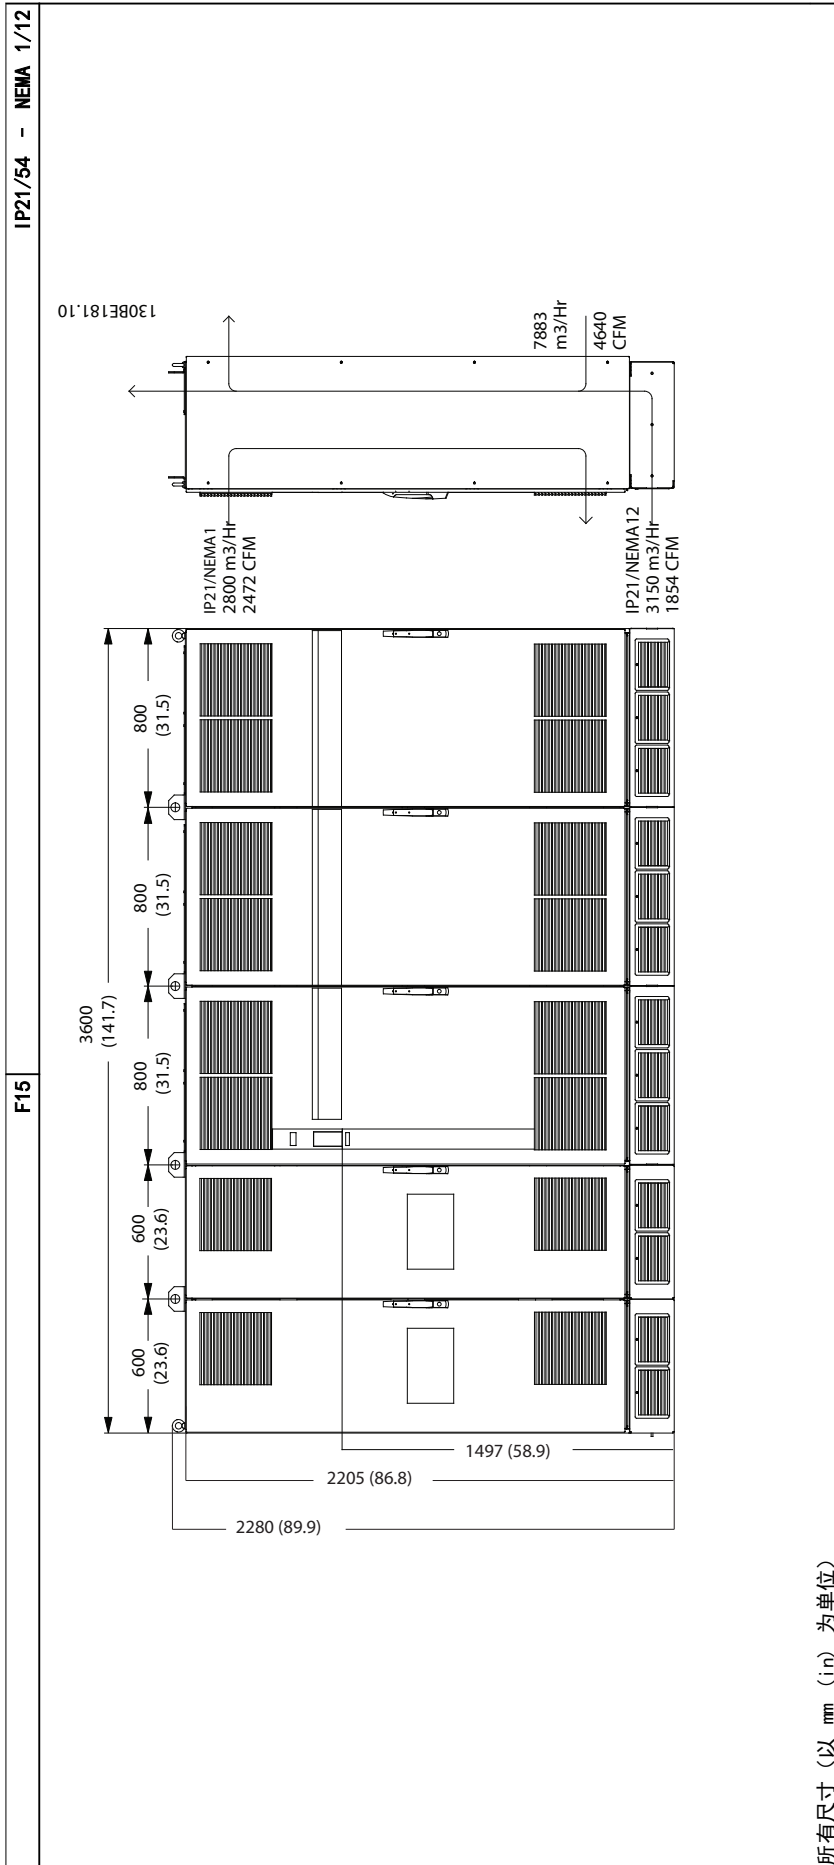 F15
IP21/54 - NEMA 1/12
130BE181.10
3600
(141.7)
600
(23.6)
600
(23.6)
800
(31.5)
800
(31.5)
800
(31.5)
IP21/NEMA1
2800 m3/Hr
2472 CFM
7883
m3/Hr
4640
CFM
IP21/NEMA12
3150 m3/Hr
1854 CFM
1497 (58.9)
2205 (86.8)
2280 (89.9)
所有尺寸（以 mm （in） 为单位）